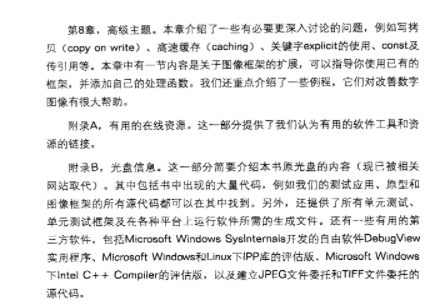 第8章，高级主题。本章介绍了一些有必要更深入讨论的问题，例如写拷
贝（copy on write）、高速缓存（caching）、关键字explicit的使用、const及
传引用等。本章中有一节内容是关于图像框架的扩展，可以指导你使用已有的
框架，并添加自己的处理函数。我们还重点介绍了一些例程，它们对改善数字
图像有很大帮助。
附录A，有用的在线资源。这一部分提供了我们认为有用的软件工具和资
源的链接。
附录B，光盘信息。这一部分简要介绍本书原光盘的内容（现已被相关
网站取代）。其中包括书中出现的大量代码，例如我们的测试应用、原型和
图像框架的所有源代码都可以在其中找到。另外，还提供了所有单元测试、
单元测试框架及在各种平台上运行软件所需的生成文件。还有一些有用的第
三方软件，包括Microsoft Windows SysInternals开发的自由软件DebugView
实用程序、Microsoft Windows和Linux下IPP库的评估版、Microsoft Windows
下Intel C++ Compiler的评估版，以及建立JPEG文件委托和TIFF文件委托的
源代码。